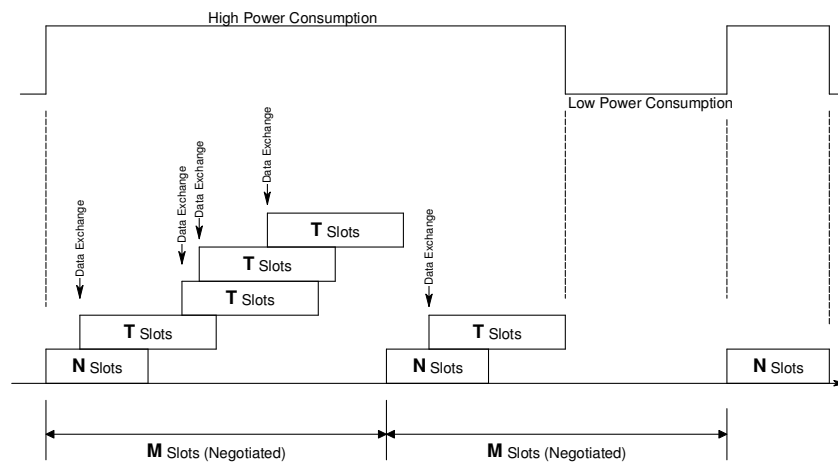 High Power Consumption
Low Power Consumption
Data Exchange
Data Exchange
Data Exchange
Data Exchange
Data Exchange
T Slots
T Slots
T Slots
T Slots
T Slots
N Slots
N Slots
N Slots
M Slots (Negotiated)
M Slots (Negotiated)